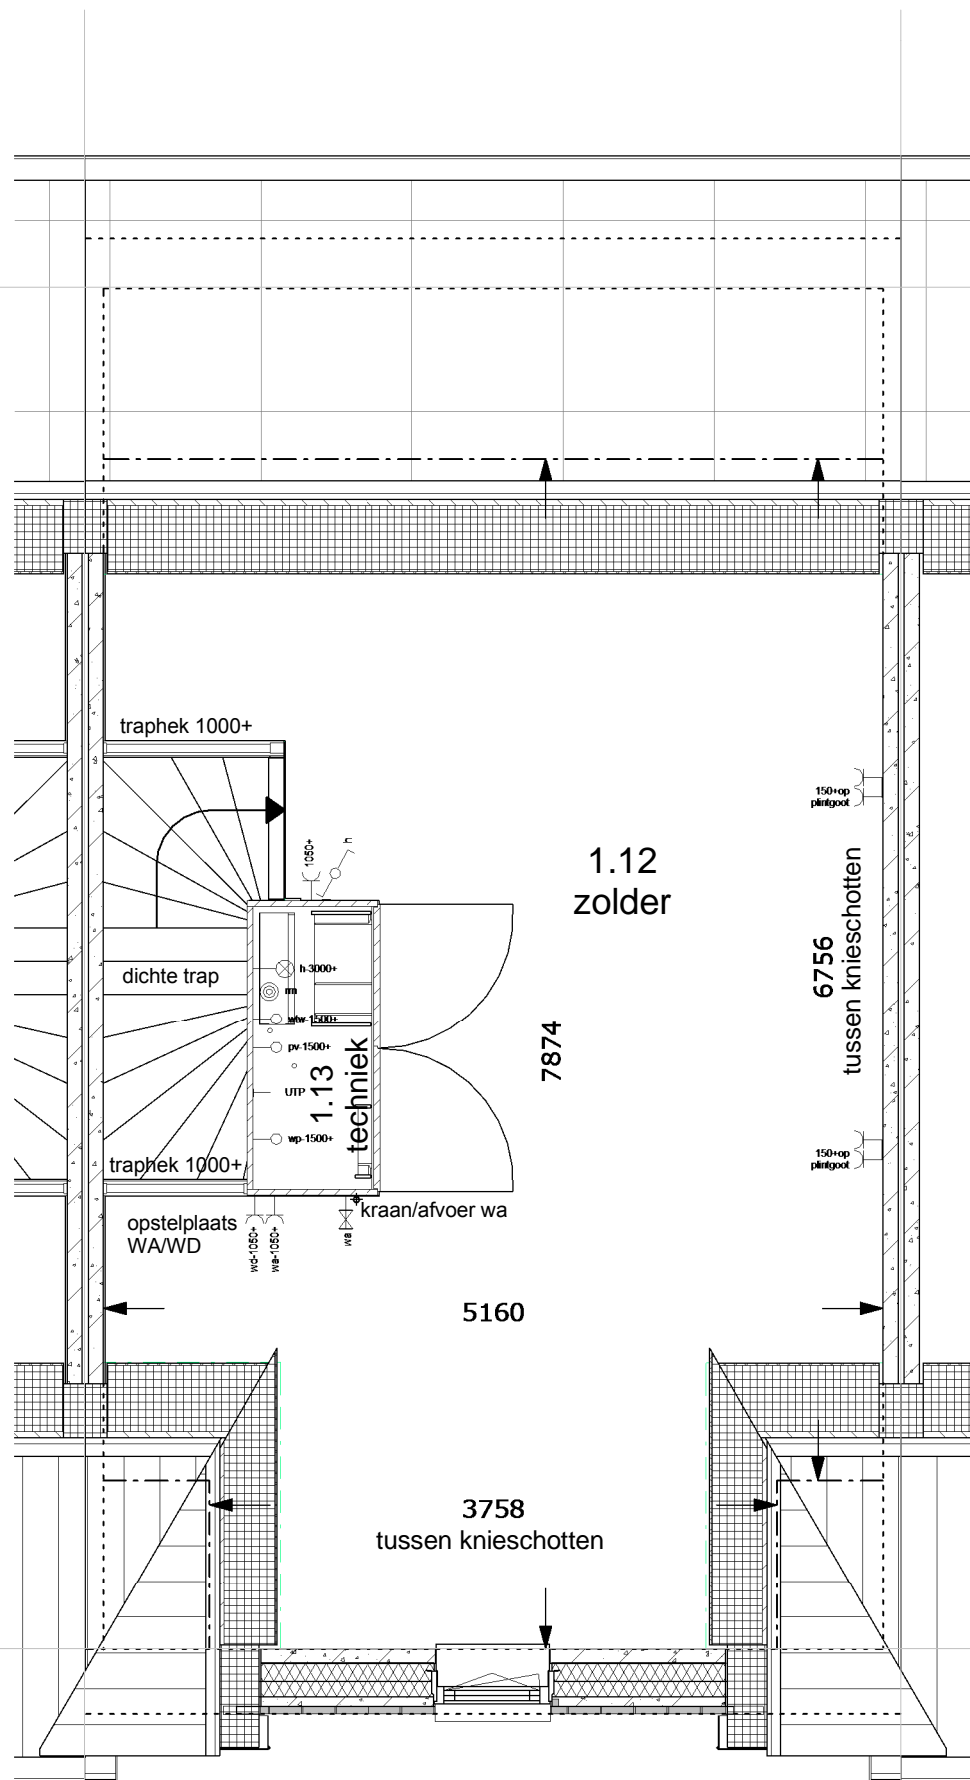 traphek 1000+
1050+
h
150+op
plintgoot
1.12
zolder
6756
tussen knieschotten
dichte trap
h-3000+
rm
wtw-1500+
pv-1500+
UTP
wp-1500+
1.13
techniek
7874
150+op
plintgoot
traphek 1000+
kraan/afvoer wa
opstelplaats
WA/WD
wd-1050+
wa-1050+
wa
5160
3758
tussen knieschotten